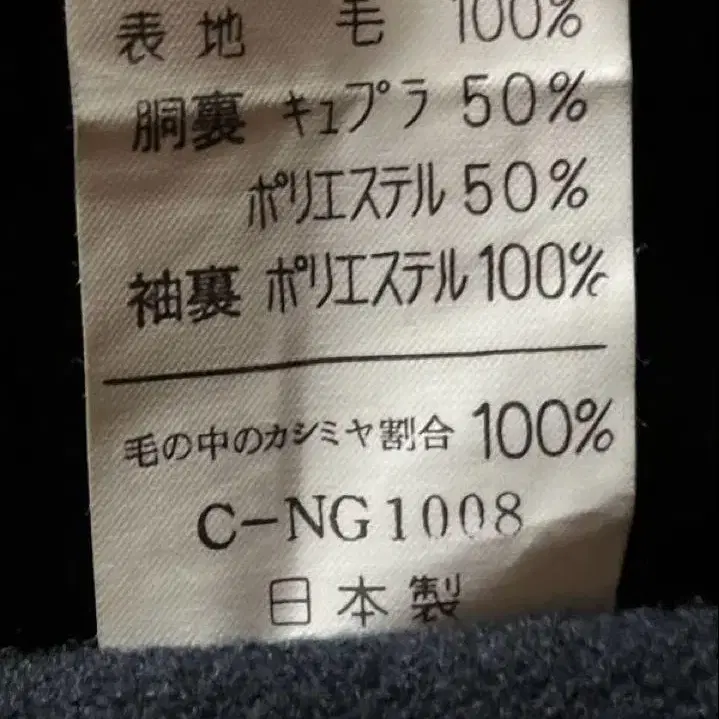 表地 毛 100%
胴裏 キュプラ 50%
ポリエステル 50%
袖裏 ポリエステル 100%
毛の中のカシミヤ割合 100%
C-NG1008
日本製